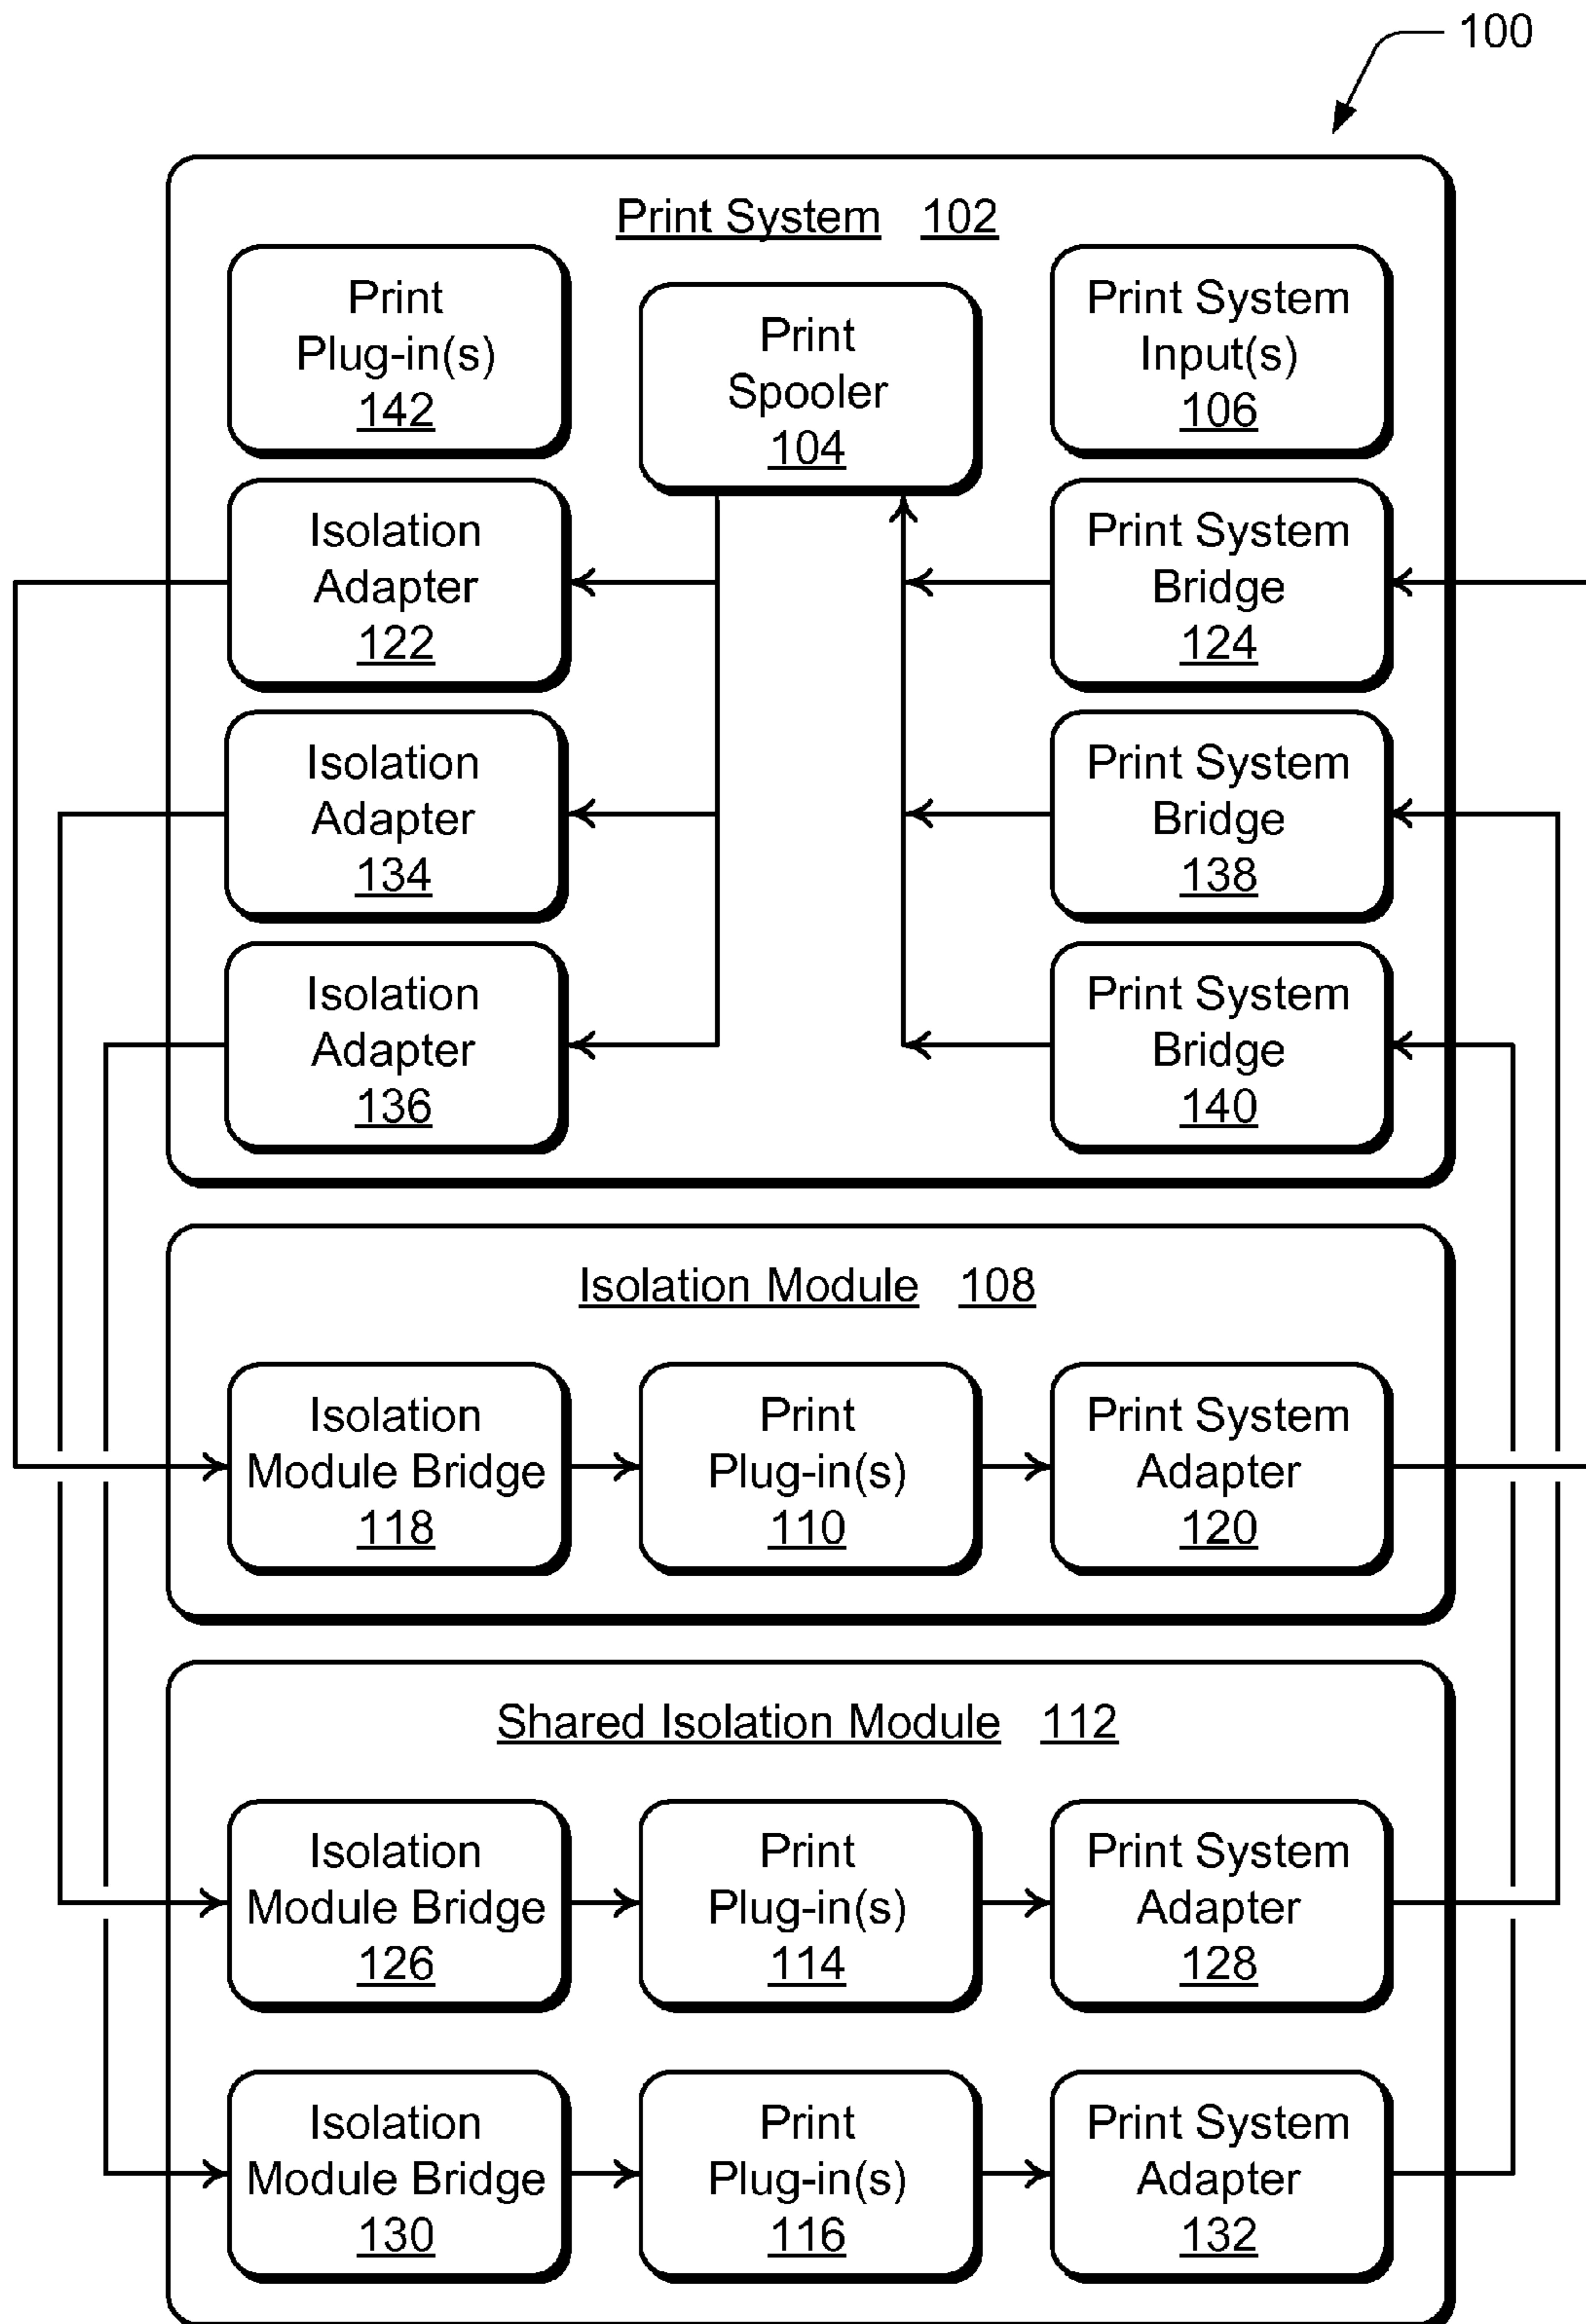 100
Print System 102
Print
Plug-in(s)
142
Print
Spooler
104
Print System
Input(s)
106
Isolation
Adapter
122
Print System
Bridge
124
Isolation
Adapter
134
Print System
Bridge
138
Isolation
Adapter
136
Print System
Bridge
140
Isolation Module 108
Isolation
Module Bridge
118
Print
Plug-in(s)
110
Print System
Adapter
120
Shared Isolation Module 112
Isolation
Module Bridge
126
Print
Plug-in(s)
114
Print System
Adapter
128
Isolation
Module Bridge
130
Print
Plug-in(s)
116
Print System
Adapter
132